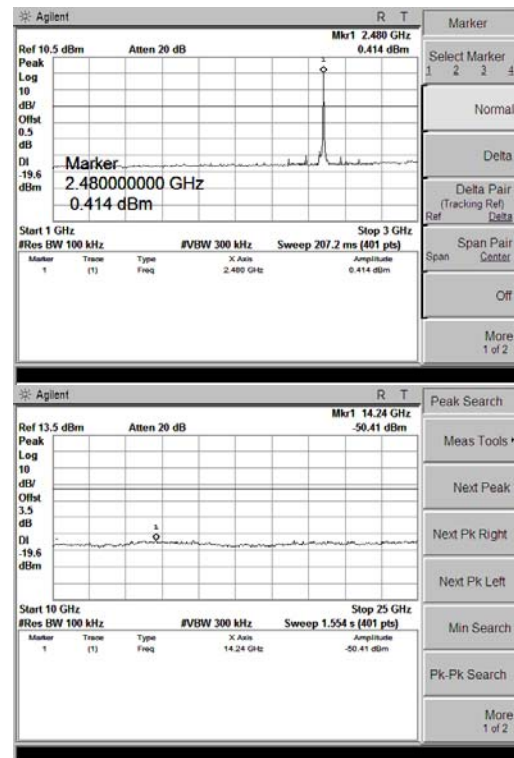 Agilent R T
Mkr1 2.480 GHz
Ref 10.5 dBm Atten 20 dB 0.414 dBm
Peak
Log
10
dB/
Offst
0.5
dB
DI
-19.6
dBm
1
Marker
2.480000000 GHz
0.414 dBm
Start 1 GHz Stop 3 GHz
#Res BW 100 kHz #VBW 300 kHz Sweep 207.2 ms (401 pts)
Marker Trace Type X Axis Amplitude
1 (1) Freq 2.480 GHz 0.414 dBm
Marker
Select Marker
1 2 3 4
Normal
Delta
Delta Pair
(Tracking Ref)
Ref Delta
Span Pair
Span Center
Off
More
1 of 2
Agilent R T
Mkr1 14.24 GHz
Ref 13.5 dBm Atten 20 dB -50.41 dBm
Peak
Log
10
dB/
Offst
3.5
dB
DI
-19.6
dBm
1
Start 10 GHz Stop 25 GHz
#Res BW 100 kHz #VBW 300 kHz Sweep 1.554 s (401 pts)
Marker Trace Type X Axis Amplitude
1 (1) Freq 14.24 GHz -50.41 dBm
Peak Search
Meas Tools
Next Peak
Next Pk Right
Next Pk Left
Min Search
Pk-Pk Search
More
1 of 2